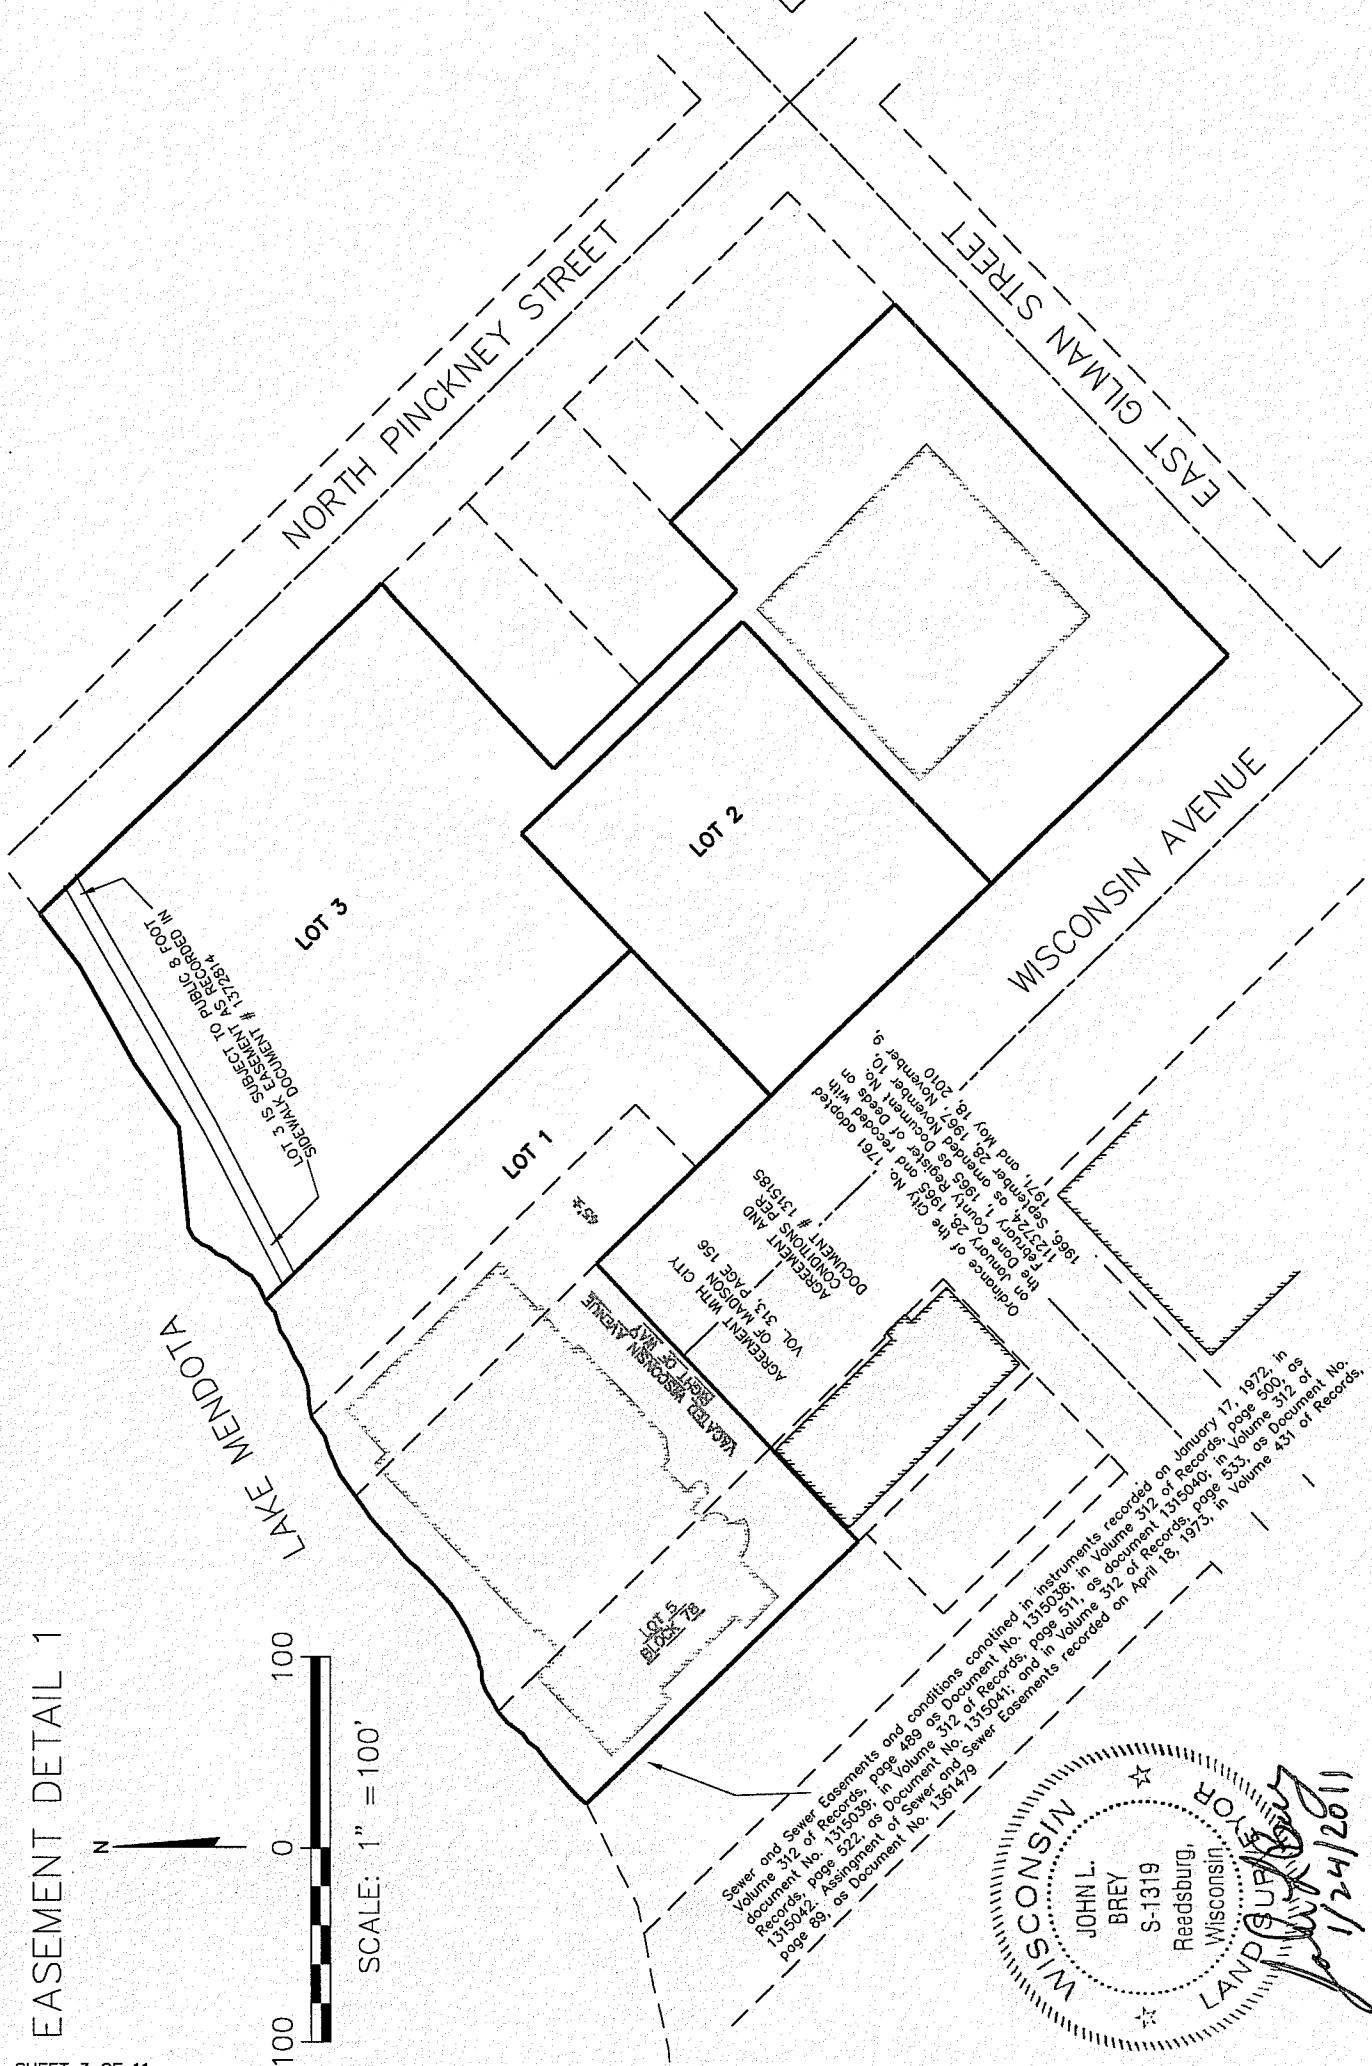 EASEMENT DETAIL 1
N
100
0
100
SCALE: 1" = 100'
LAKE MENDOTA
NORTH PINCKNEY STREET
EAST GILMAN STREET
WISCONSIN AVENUE
LOT 3 IS SUBJECT TO PUBLIC 8 FOOT
SIDEWALK EASEMENT AS RECORDED IN
DOCUMENT # 1372814
LOT 3
LOT 2
LOT 1
45±
VACATED WISCONSIN AVENUE
RIGHT OF WAY
AGREEMENT WITH CITY
OF MADISON
VOL. 313, PAGE 156
AGREEMENT AND
CONDITIONS PER
DOCUMENT # 1315185
Ordinance of the City No. 1761 adopted
on January 28, 1965 and recoded with
the Dane County Register of Deeds on
February 1, 1965 as Document No.
1123724, as amended November 10,
1966, September 28, 1967,
1971, and May 18, 2010
November 9,
LOT 5
BLOCK 78
Sewer and Sewer Easements and conditions conatined in instruments recorded on January 17, 1972, in
Volume 312 of Records, page 489 as Document No. 1315038; in Volume 312 of Records, page 500, as
document No. 1315039; in Volume 312 of Records, page 511, as document 1315040; in Volume 312 of
Records, page 522, as Document No. 1315041; and in Volume 312 of Records, page 533, as Document No.
1315042. Assingment of Sewer and Sewer Easements recorded on April 18, 1973, in Volume 431 of Records,
page 89, as Document No. 1361479
WISCONSIN
JOHN L.
BREY
S-1319
Reedsburg,
Wisconsin
LAND SURVEYOR
John L Brey
1/24/2011